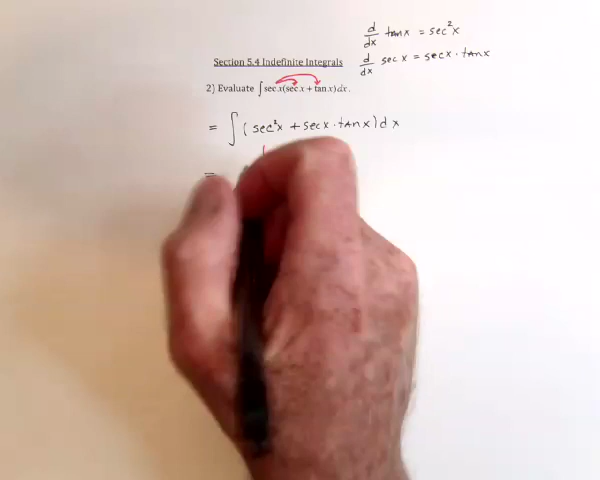 d/dx tan x = sec²x
d/dx sec x = sec x · tan x
Section 5.4 Indefinite Integrals
2) Evaluate ∫sec x(sec x + tan x)dx.
= ∫ (sec²x + sec x · tan x) dx
=